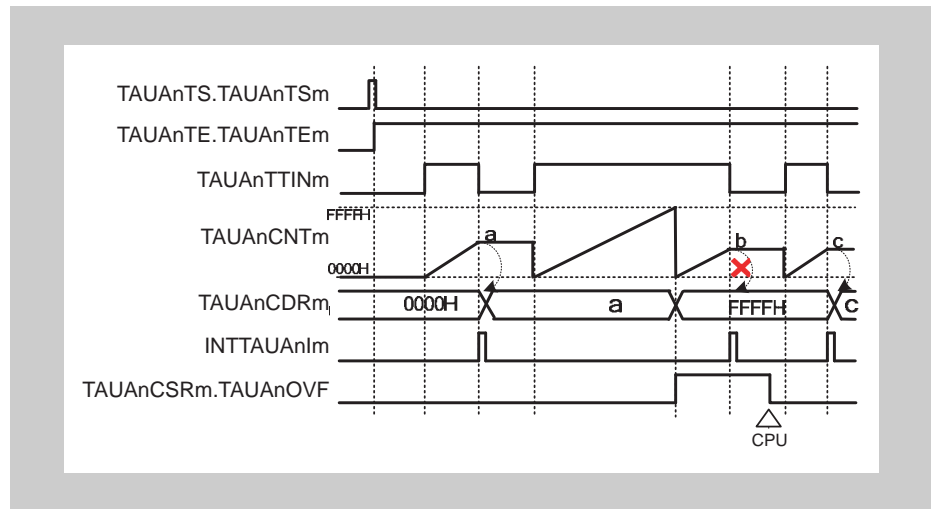 TAUAnTS.TAUAnTSm
TAUAnTE.TAUAnTEm
TAUAnTTINm
FFFFH
TAUAnCNTm
a
b
c
0000H
TAUAnCDRm
0000H
a
FFFFH
c
INTTAUAnIm
TAUAnCSRm.TAUAnOVF
CPU